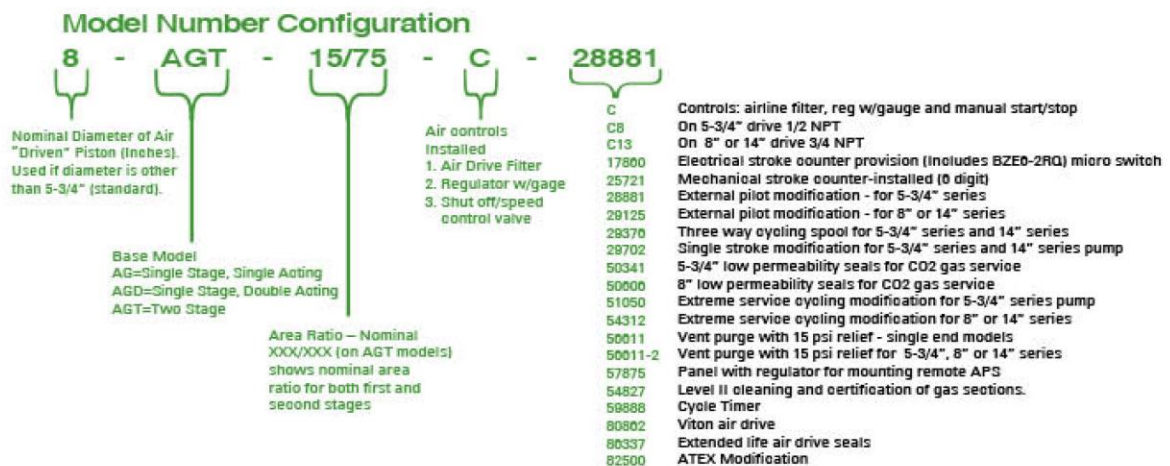 Model Number Configuration
8 - AGT - 15/75 - C - 28881
Nominal Diameter of Air
"Driven" Piston (Inches).
Used if diameter is other
than 5-3/4" (standard).
Base Model
AG=Single Stage, Single Acting
AGD=Single Stage, Double Acting
AGT=Two Stage
Area Ratio – Nominal
XXX/XXX (on AGT models)
shows nominal area
ratio for both first and
second stages
Air controls
Installed
1. Air Drive Filter
2. Regulator w/gage
3. Shut off/speed
control valve
C Controls: airline filter, reg w/gauge and manual start/stop
C8 On 5-3/4" drive 1/2 NPT
C13 On 8" or 14" drive 3/4 NPT
17860 Electrical stroke counter provision (Includes BZE6-2RQ) micro switch
25721 Mechanical stroke counter-installed (6 digit)
28881 External pilot modification - for 5-3/4" series
29125 External pilot modification - for 8" or 14" series
29376 Three way cycling spool for 5-3/4" series and 14" series
29702 Single stroke modification for 5-3/4" series and 14" series pump
50341 5-3/4" low permeability seals for CO2 gas service
50606 8" low permeability seals for CO2 gas service
51050 Extreme service cycling modification for 5-3/4" series pump
54312 Extreme service cycling modification for 8" or 14" series
56611 Vent purge with 15 psi relief - single end models
56611-2 Vent purge with 15 psi relief for 5-3/4", 8" or 14" series
57875 Panel with regulator for mounting remote APS
54827 Level II cleaning and certification of gas sections.
59888 Cycle Timer
80862 Viton air drive
86337 Extended life air drive seals
82500 ATEX Modification